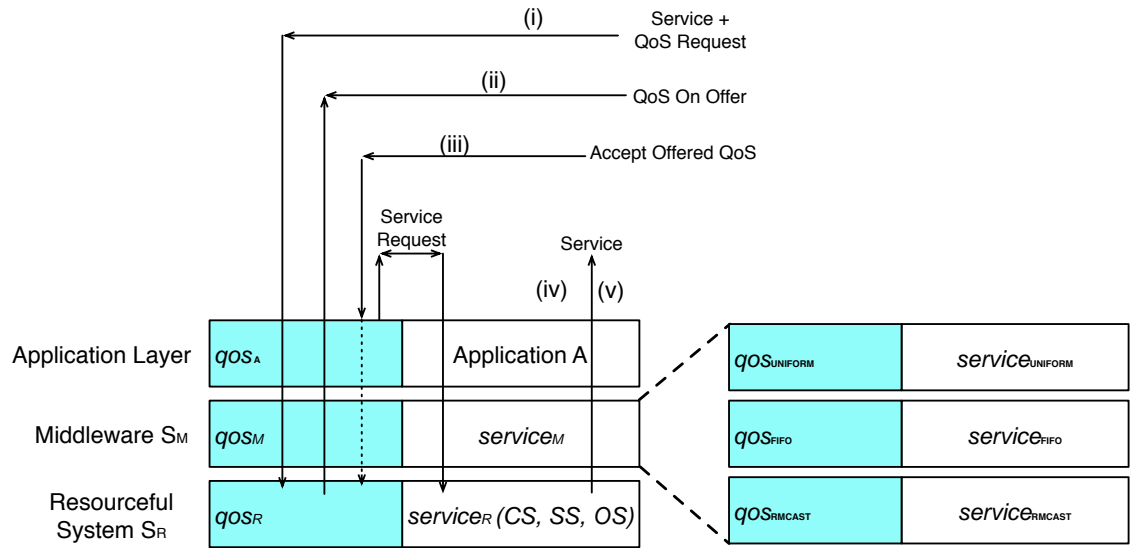 (i)
Service +
QoS Request
(ii)
QoS On Offer
(iii)
Accept Offered QoS
Service
Request
Service
(iv)
(v)
Application Layer
qosA
Application A
Middleware SM
qosM
serviceM
Resourceful
System SR
qosR
serviceR (CS, SS, OS)
qosUNIFORM
serviceUNIFORM
qosFIFO
serviceFIFO
qosRMCAST
serviceRMCAST